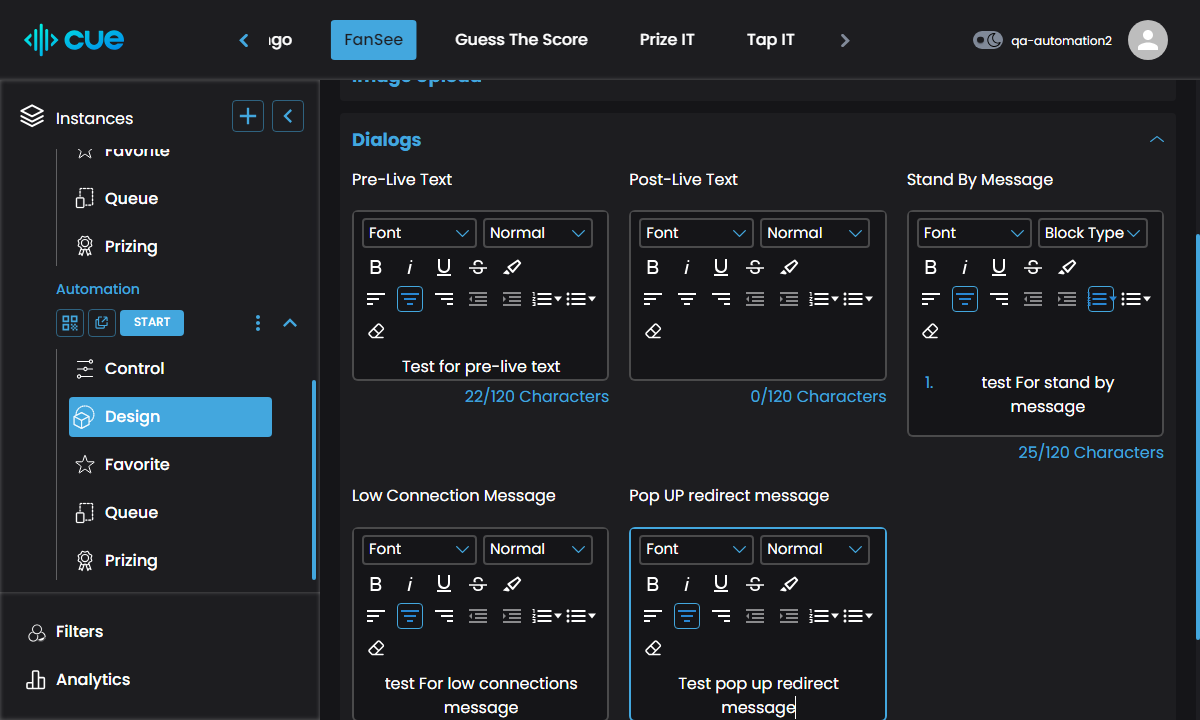 cue
FanSee
Guess The Score
Prize IT
Tap IT
qa-automation2
Image Upload
Instances
Favorite
Queue
Prizing
Automation
START
Control
Design
Favorite
Queue
Prizing
Filters
Analytics
Dialogs
Pre-Live Text
Font
Normal
B i U S
Test for pre-live text
22/120 Characters
Post-Live Text
Font
Normal
B i U S
0/120 Characters
Stand By Message
Font
Block Type
B i U S
1. test For stand by
message
25/120 Characters
Low Connection Message
Font
Normal
B i U S
test For low connections
message
Pop UP redirect message
Font
Normal
B i U S
Test pop up redirect
message